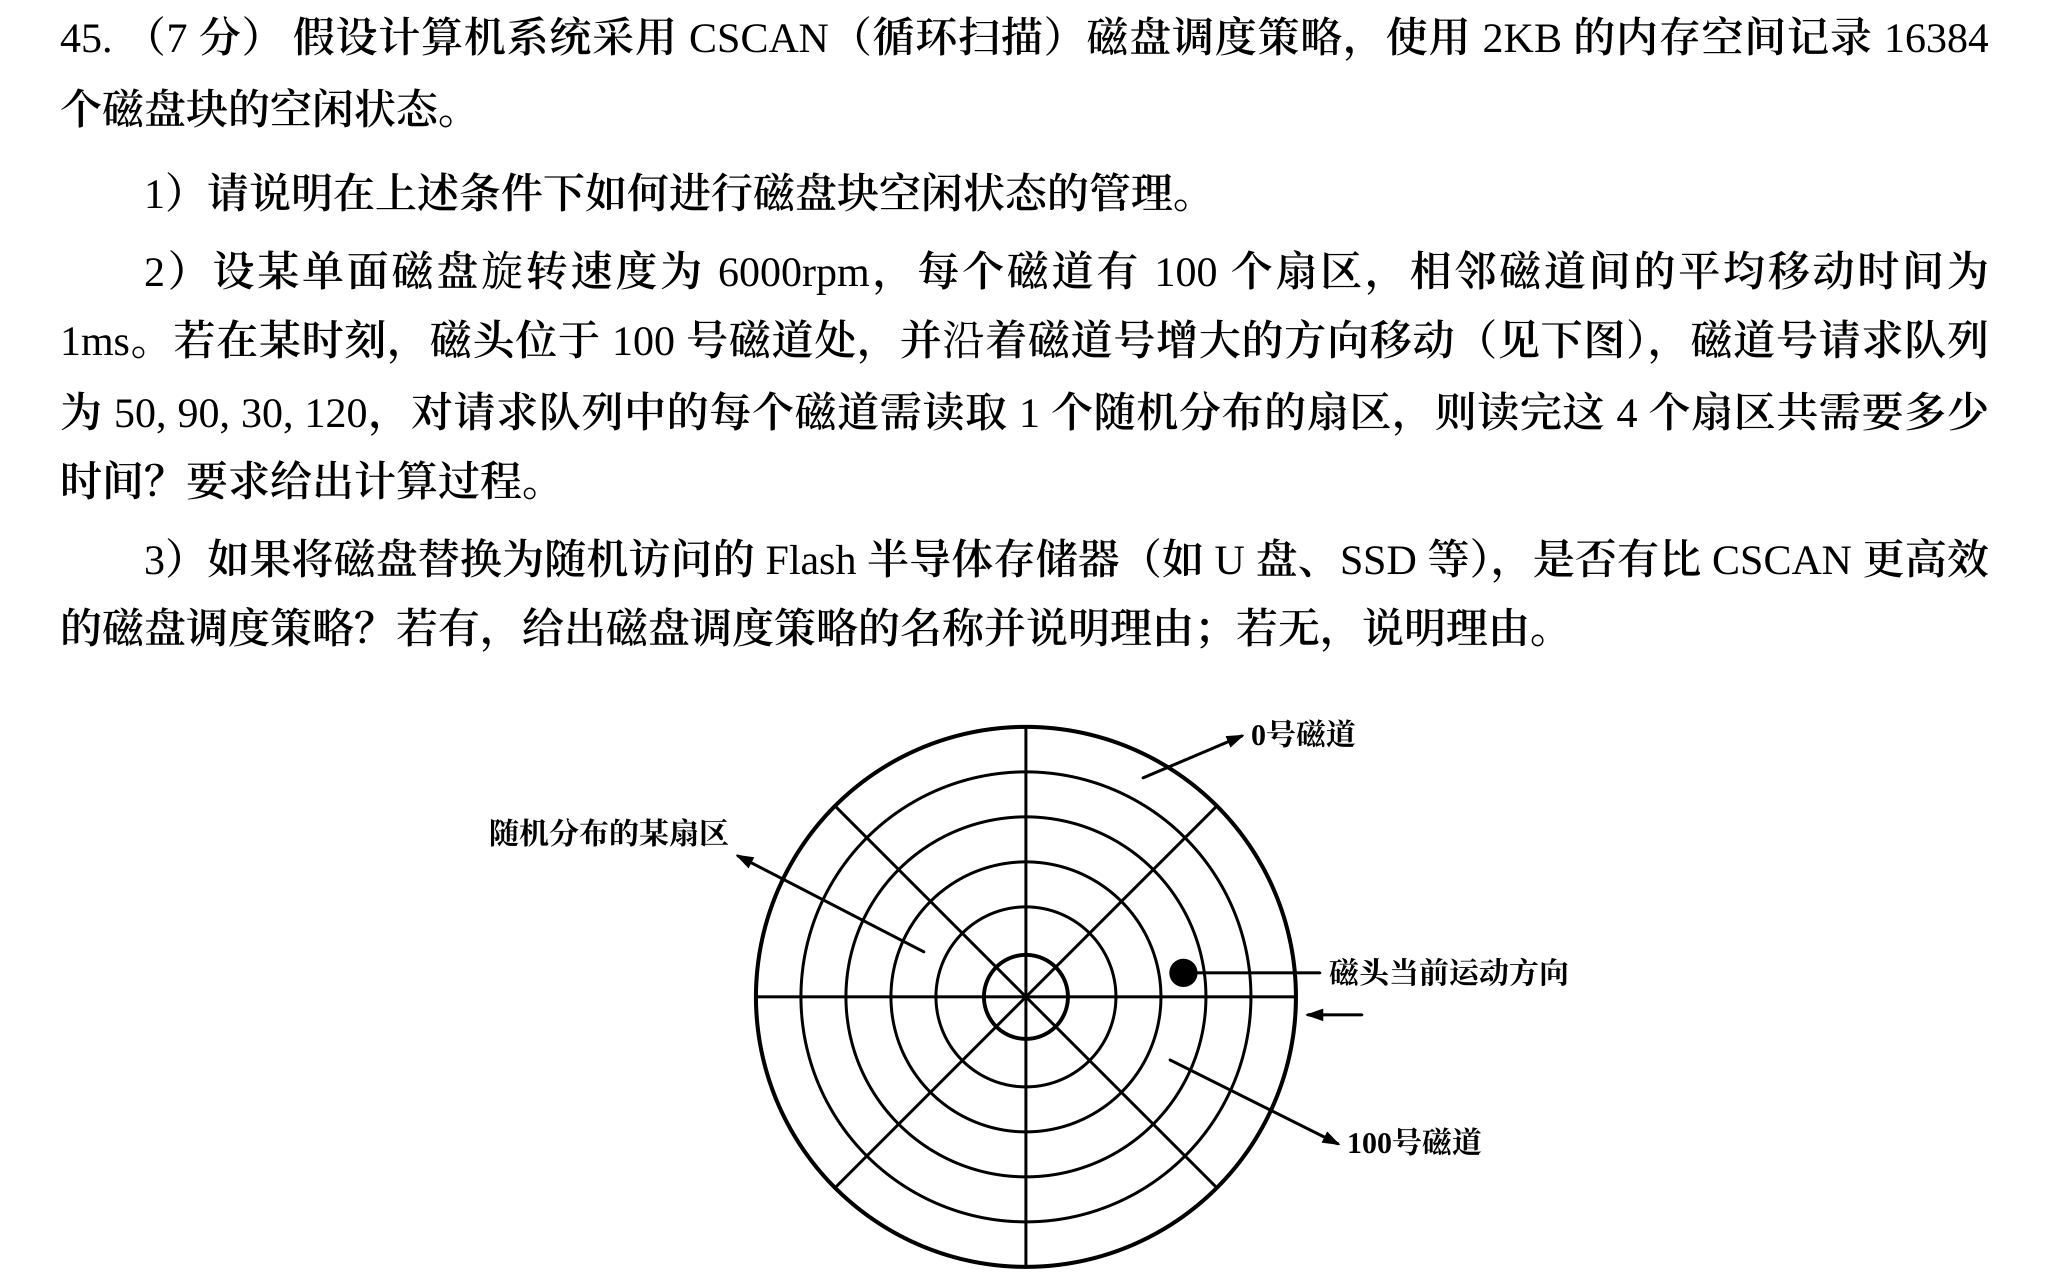 45. （7 分） 假设计算机系统采用 CSCAN（循环扫描）磁盘调度策略，使用 2KB 的内存空间记录 16384
个磁盘块的空闲状态。
1）请说明在上述条件下如何进行磁盘块空闲状态的管理。
2）设某单面磁盘旋转速度为 6000rpm，每个磁道有 100 个扇区，相邻磁道间的平均移动时间为
1ms。若在某时刻，磁头位于 100 号磁道处，并沿着磁道号增大的方向移动（见下图），磁道号请求队列
为 50, 90, 30, 120，对请求队列中的每个磁道需读取 1 个随机分布的扇区，则读完这 4 个扇区共需要多少
时间？要求给出计算过程。
3）如果将磁盘替换为随机访问的 Flash 半导体存储器（如 U 盘、SSD 等），是否有比 CSCAN 更高效
的磁盘调度策略？若有，给出磁盘调度策略的名称并说明理由；若无，说明理由。
0号磁道
随机分布的某扇区
磁头当前运动方向
100号磁道